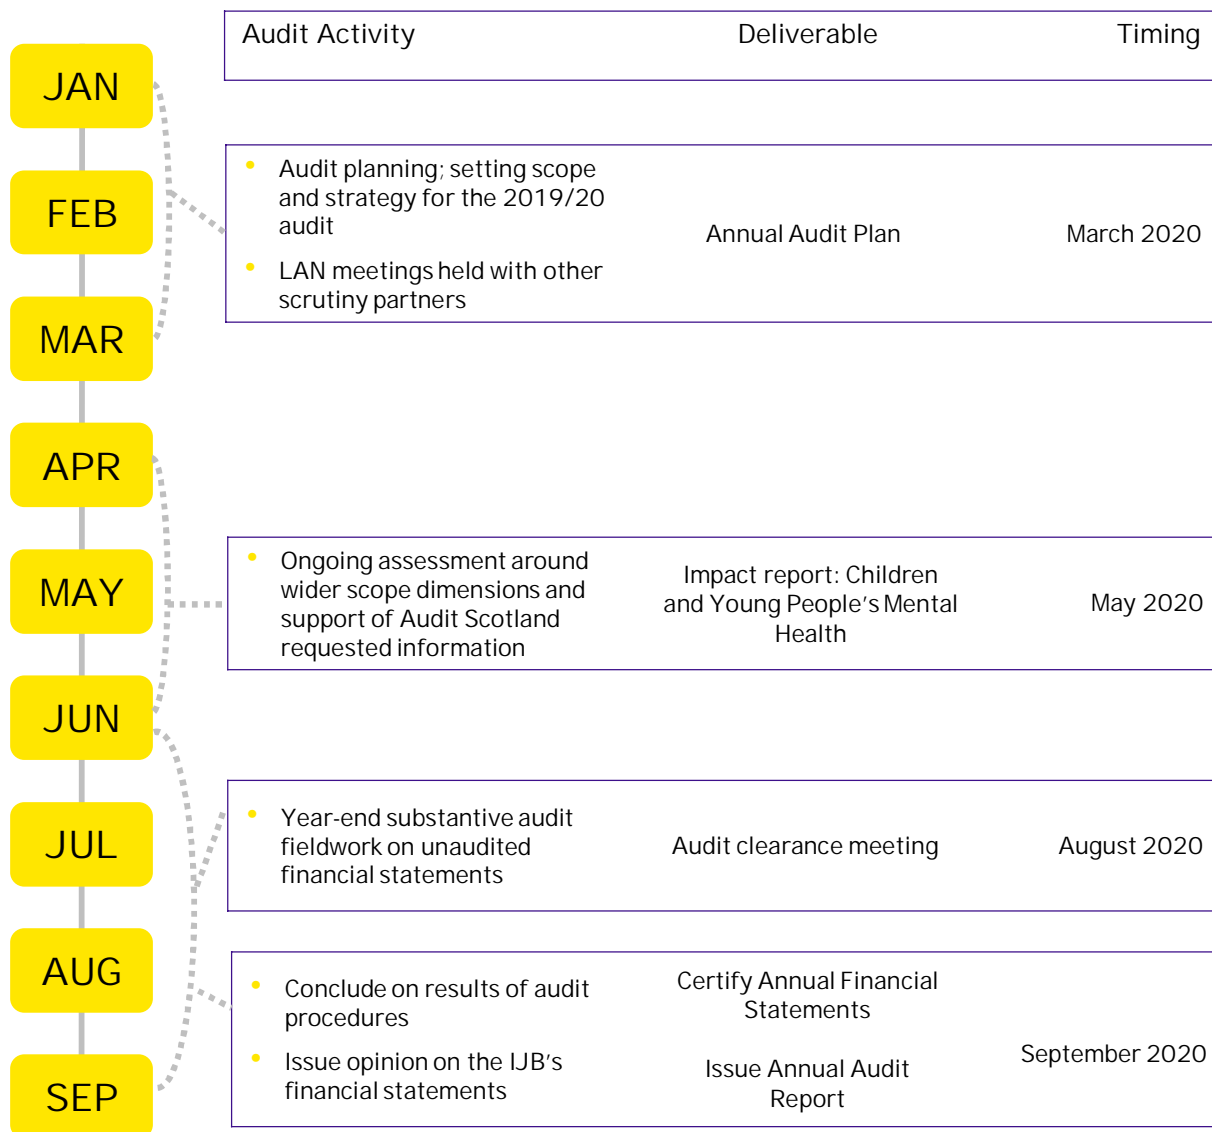 Audit Activity Deliverable Timing
JAN
FEB
MAR
APR
MAY
JUN
JUL
AUG
SEP
• Audit planning; setting scope
and strategy for the 2019/20
audit
• LAN meetings held with other
scrutiny partners
Annual Audit Plan
March 2020
• Ongoing assessment around
wider scope dimensions and
support of Audit Scotland
requested information
Impact report: Children
and Young People’s Mental
Health
May 2020
• Year-end substantive audit
fieldwork on unaudited
financial statements
Audit clearance meeting
August 2020
• Conclude on results of audit
procedures
• Issue opinion on the IJB’s
financial statements
Certify Annual Financial
Statements
Issue Annual Audit
Report
September 2020